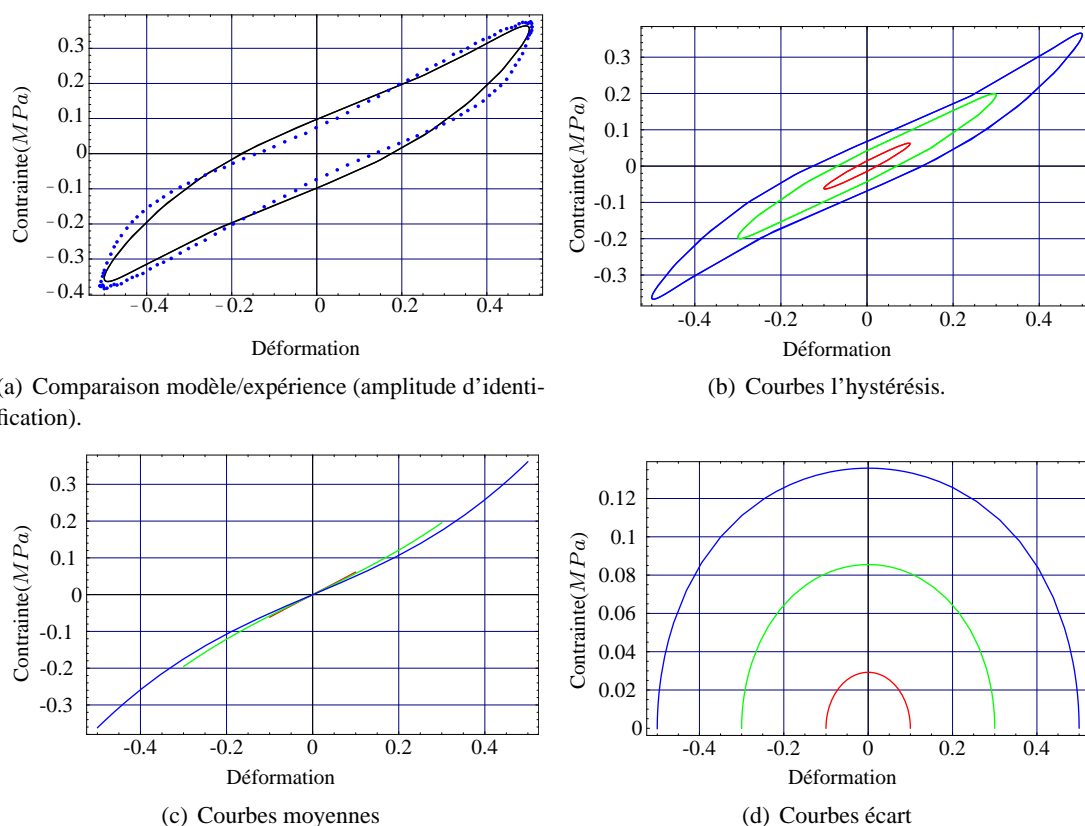 0.3
0.2
0.1
0
-0.1
-0.2
-0.3
-0.4
Contrainte(MPa)
-0.4 -0.2 0 0.2 0.4
Déformation
(a) Comparaison modèle/expérience (amplitude d'identi-
fication).
0.3
0.2
0.1
0
-0.1
-0.2
-0.3
Contrainte(MPa)
-0.4 -0.2 0 0.2 0.4
Déformation
(b) Courbes l'hystérésis.
0.3
0.2
0.1
0
-0.1
-0.2
-0.3
Contrainte(MPa)
-0.4 -0.2 0 0.2 0.4
Déformation
(c) Courbes moyennes
0.12
0.1
0.08
0.06
0.04
0.02
0
Contrainte(MPa)
-0.4 -0.2 0 0.2 0.4
Déformation
(d) Courbes écart